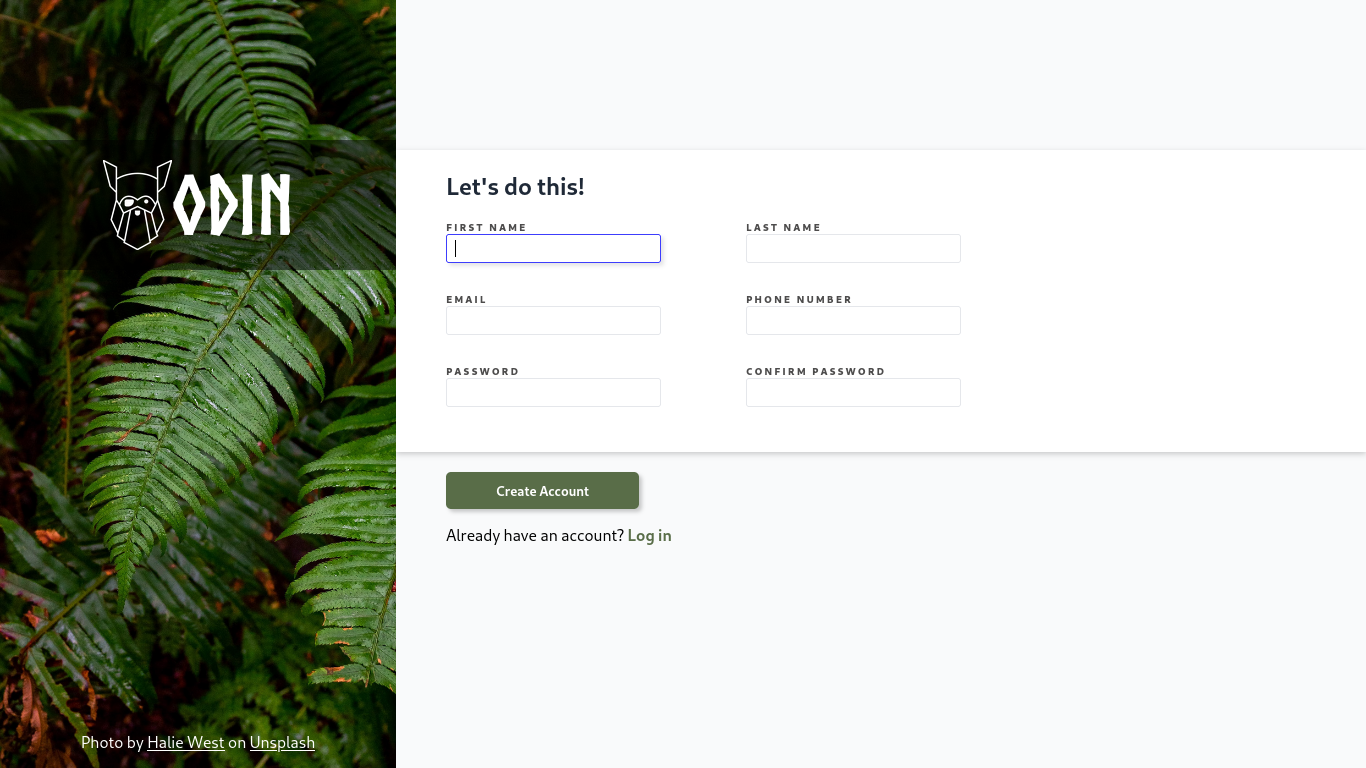 ODIN
Let's do this!
FIRST NAME
LAST NAME
EMAIL
PHONE NUMBER
PASSWORD
CONFIRM PASSWORD
Create Account
Already have an account? Log in
Photo by Halie West on Unsplash